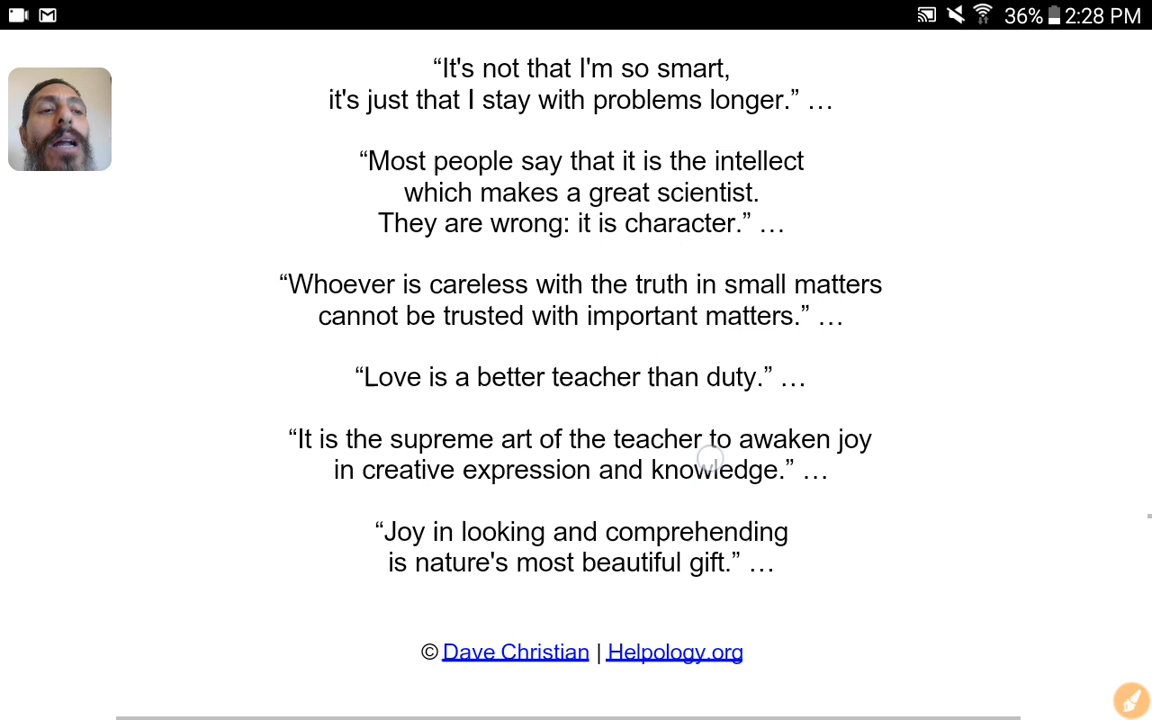 36% 2:28 PM
“It's not that I'm so smart,
it's just that I stay with problems longer.” …
“Most people say that it is the intellect
which makes a great scientist.
They are wrong: it is character.” …
“Whoever is careless with the truth in small matters
cannot be trusted with important matters.” …
“Love is a better teacher than duty.” …
“It is the supreme art of the teacher to awaken joy
in creative expression and knowledge.” …
“Joy in looking and comprehending
is nature's most beautiful gift.” …
© Dave Christian | Helpology.org